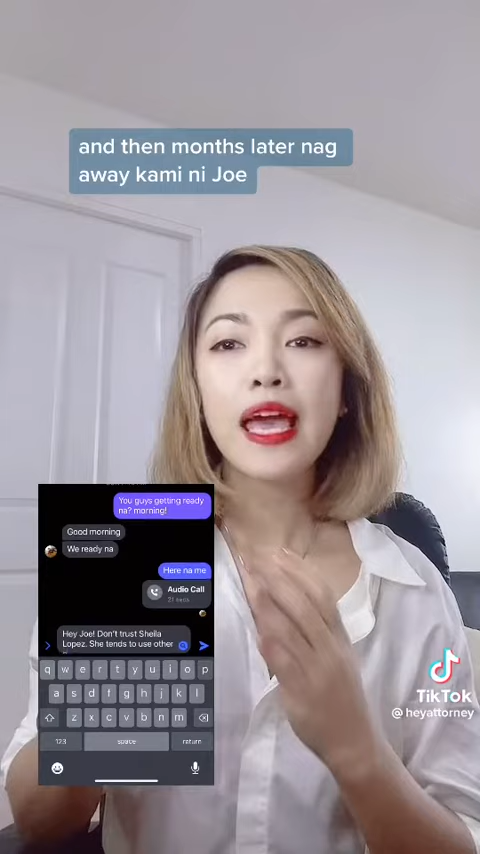 and then months later nag
away kami ni Joe
You guys getting ready
na? morning!
Good morning
We ready na
Here na me
Audio Call
21 secs
Hey Joe! Don't trust Sheila
Lopez. She tends to use other
q w e r t y u i o p
a s d f g h j k l
z x c v b n m
123 space return
TikTok
@ heyattorney